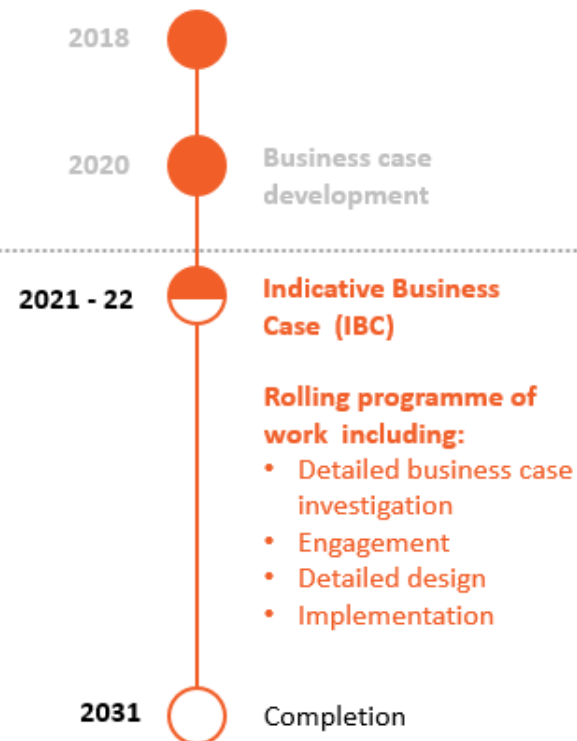 2018
2020
Business case
development
2021 - 22
Indicative Business
Case (IBC)
Rolling programme of
work including:
• Detailed business case
investigation
• Engagement
• Detailed design
• Implementation
2031
Completion